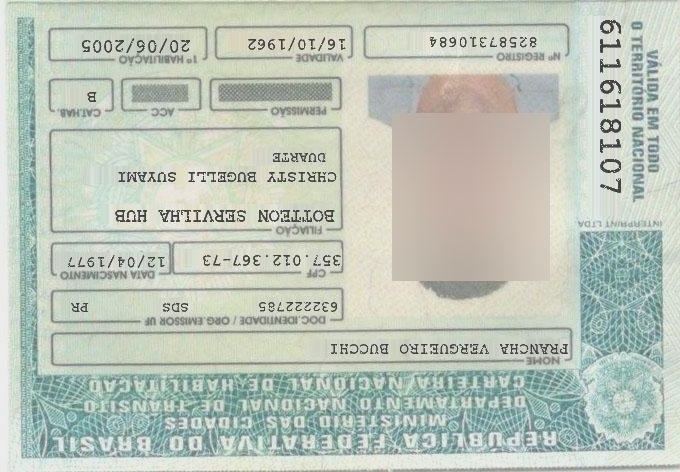 REPÚBLICA FEDERATIVA DO BRASIL
MINISTÉRIO DAS CIDADES
DEPARTAMENTO NACIONAL DE TRÂNSITO
CARTEIRA NACIONAL DE HABILITAÇÃO
NOME
PRANCHA VERGUEIRO BUCCHI
DOC.IDENTIDADE / ORG.EMISSOR UF
632222785 SDS PR
CPF
357.012.367-73
DATA NASCIMENTO
12/04/1977
FILIAÇÃO
BOTTEON SERVILHA HUB
CHRISTY BUGELLI SUYAMI
DUARTE
PERMISSÃO
ACC
CAT.HAB.
B
Nº REGISTRO
82587310684
VALIDADE
16/10/1962
1ª HABILITAÇÃO
20/06/2005
VÁLIDA EM TODO
O TERRITÓRIO NACIONAL
611618107
INTERPRINT LTDA